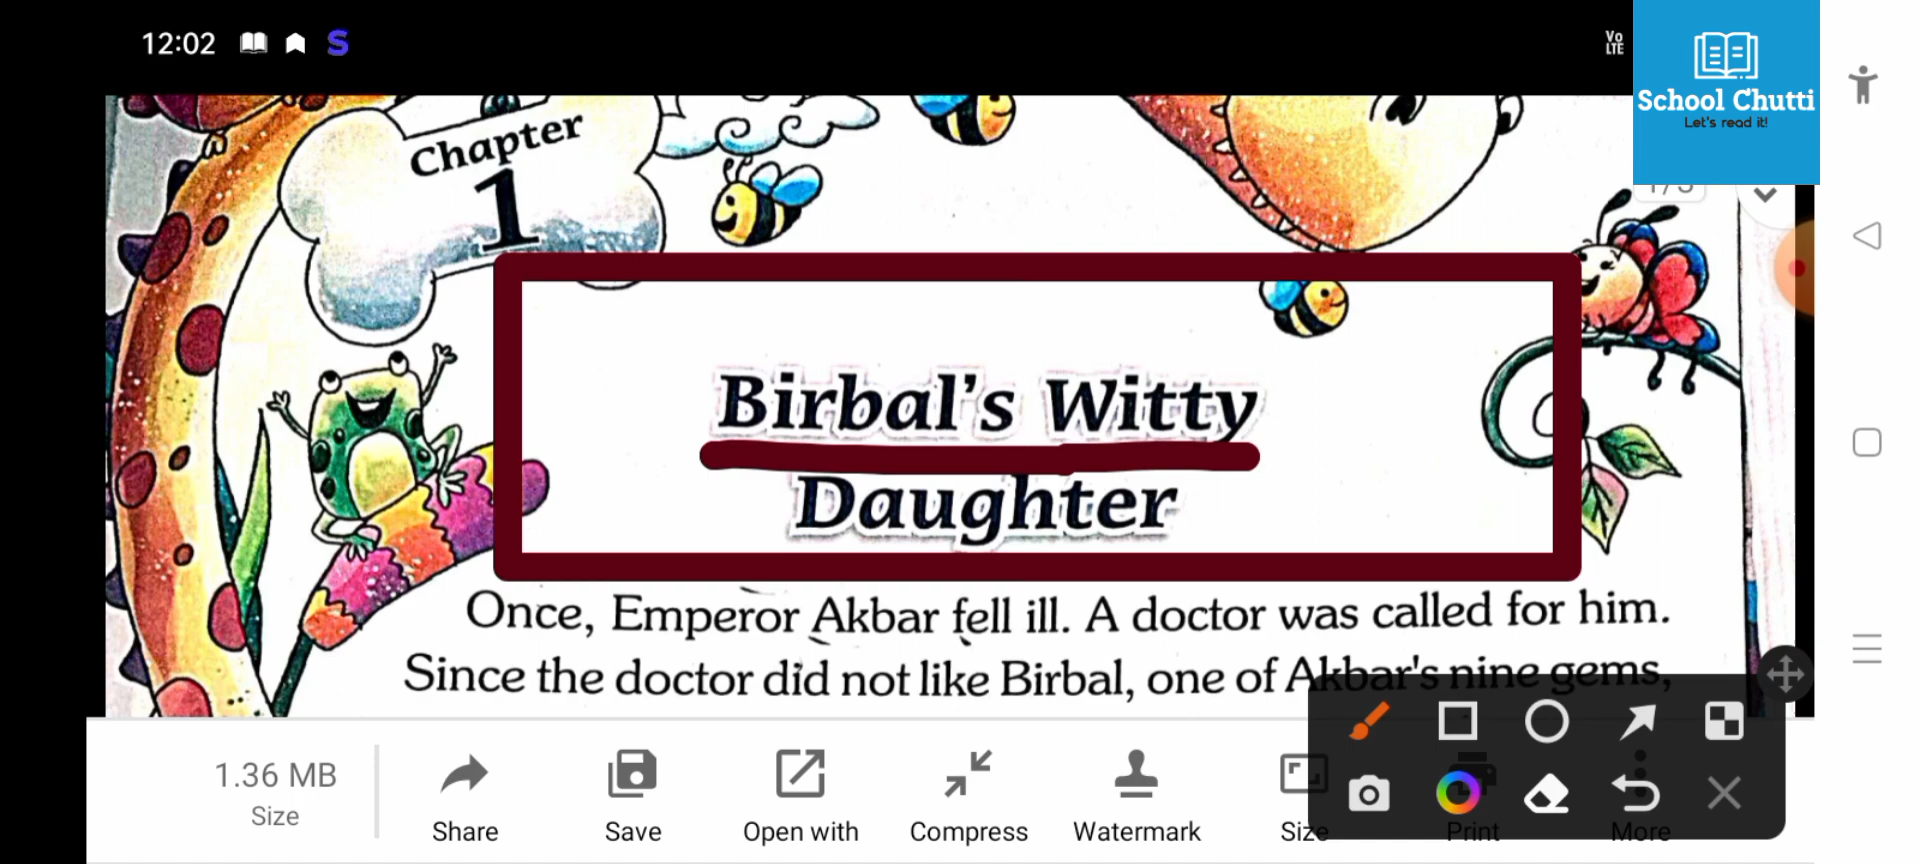 12:02
S
Vo
LTE
School Chutti
Let's read it!
Chapter
1
Birbal's Witty
Daughter
Once, Emperor Akbar fell ill. A doctor was called for him.
Since the doctor did not like Birbal, one of Akbar's nine gems,
1.36 MB
Size
Share
Save
Open with
Compress
Watermark
Size
Print
More